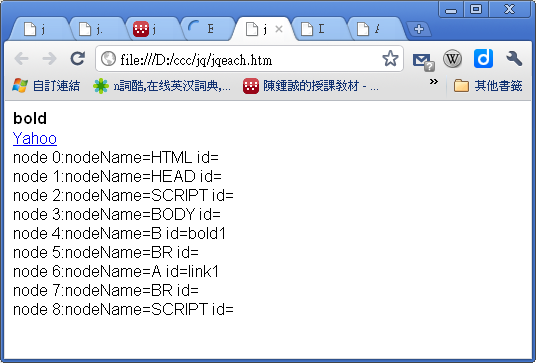 j
j.
j
E
j
I
file:///D:/ccc/jq/jqeach.htm
自訂連結
n詞酷,在线英汉词典,...
陳鍾誠的授課教材 - ...
»
其他書籤
bold
Yahoo
node 0:nodeName=HTML id=
node 1:nodeName=HEAD id=
node 2:nodeName=SCRIPT id=
node 3:nodeName=BODY id=
node 4:nodeName=B id=bold1
node 5:nodeName=BR id=
node 6:nodeName=A id=link1
node 7:nodeName=BR id=
node 8:nodeName=SCRIPT id=